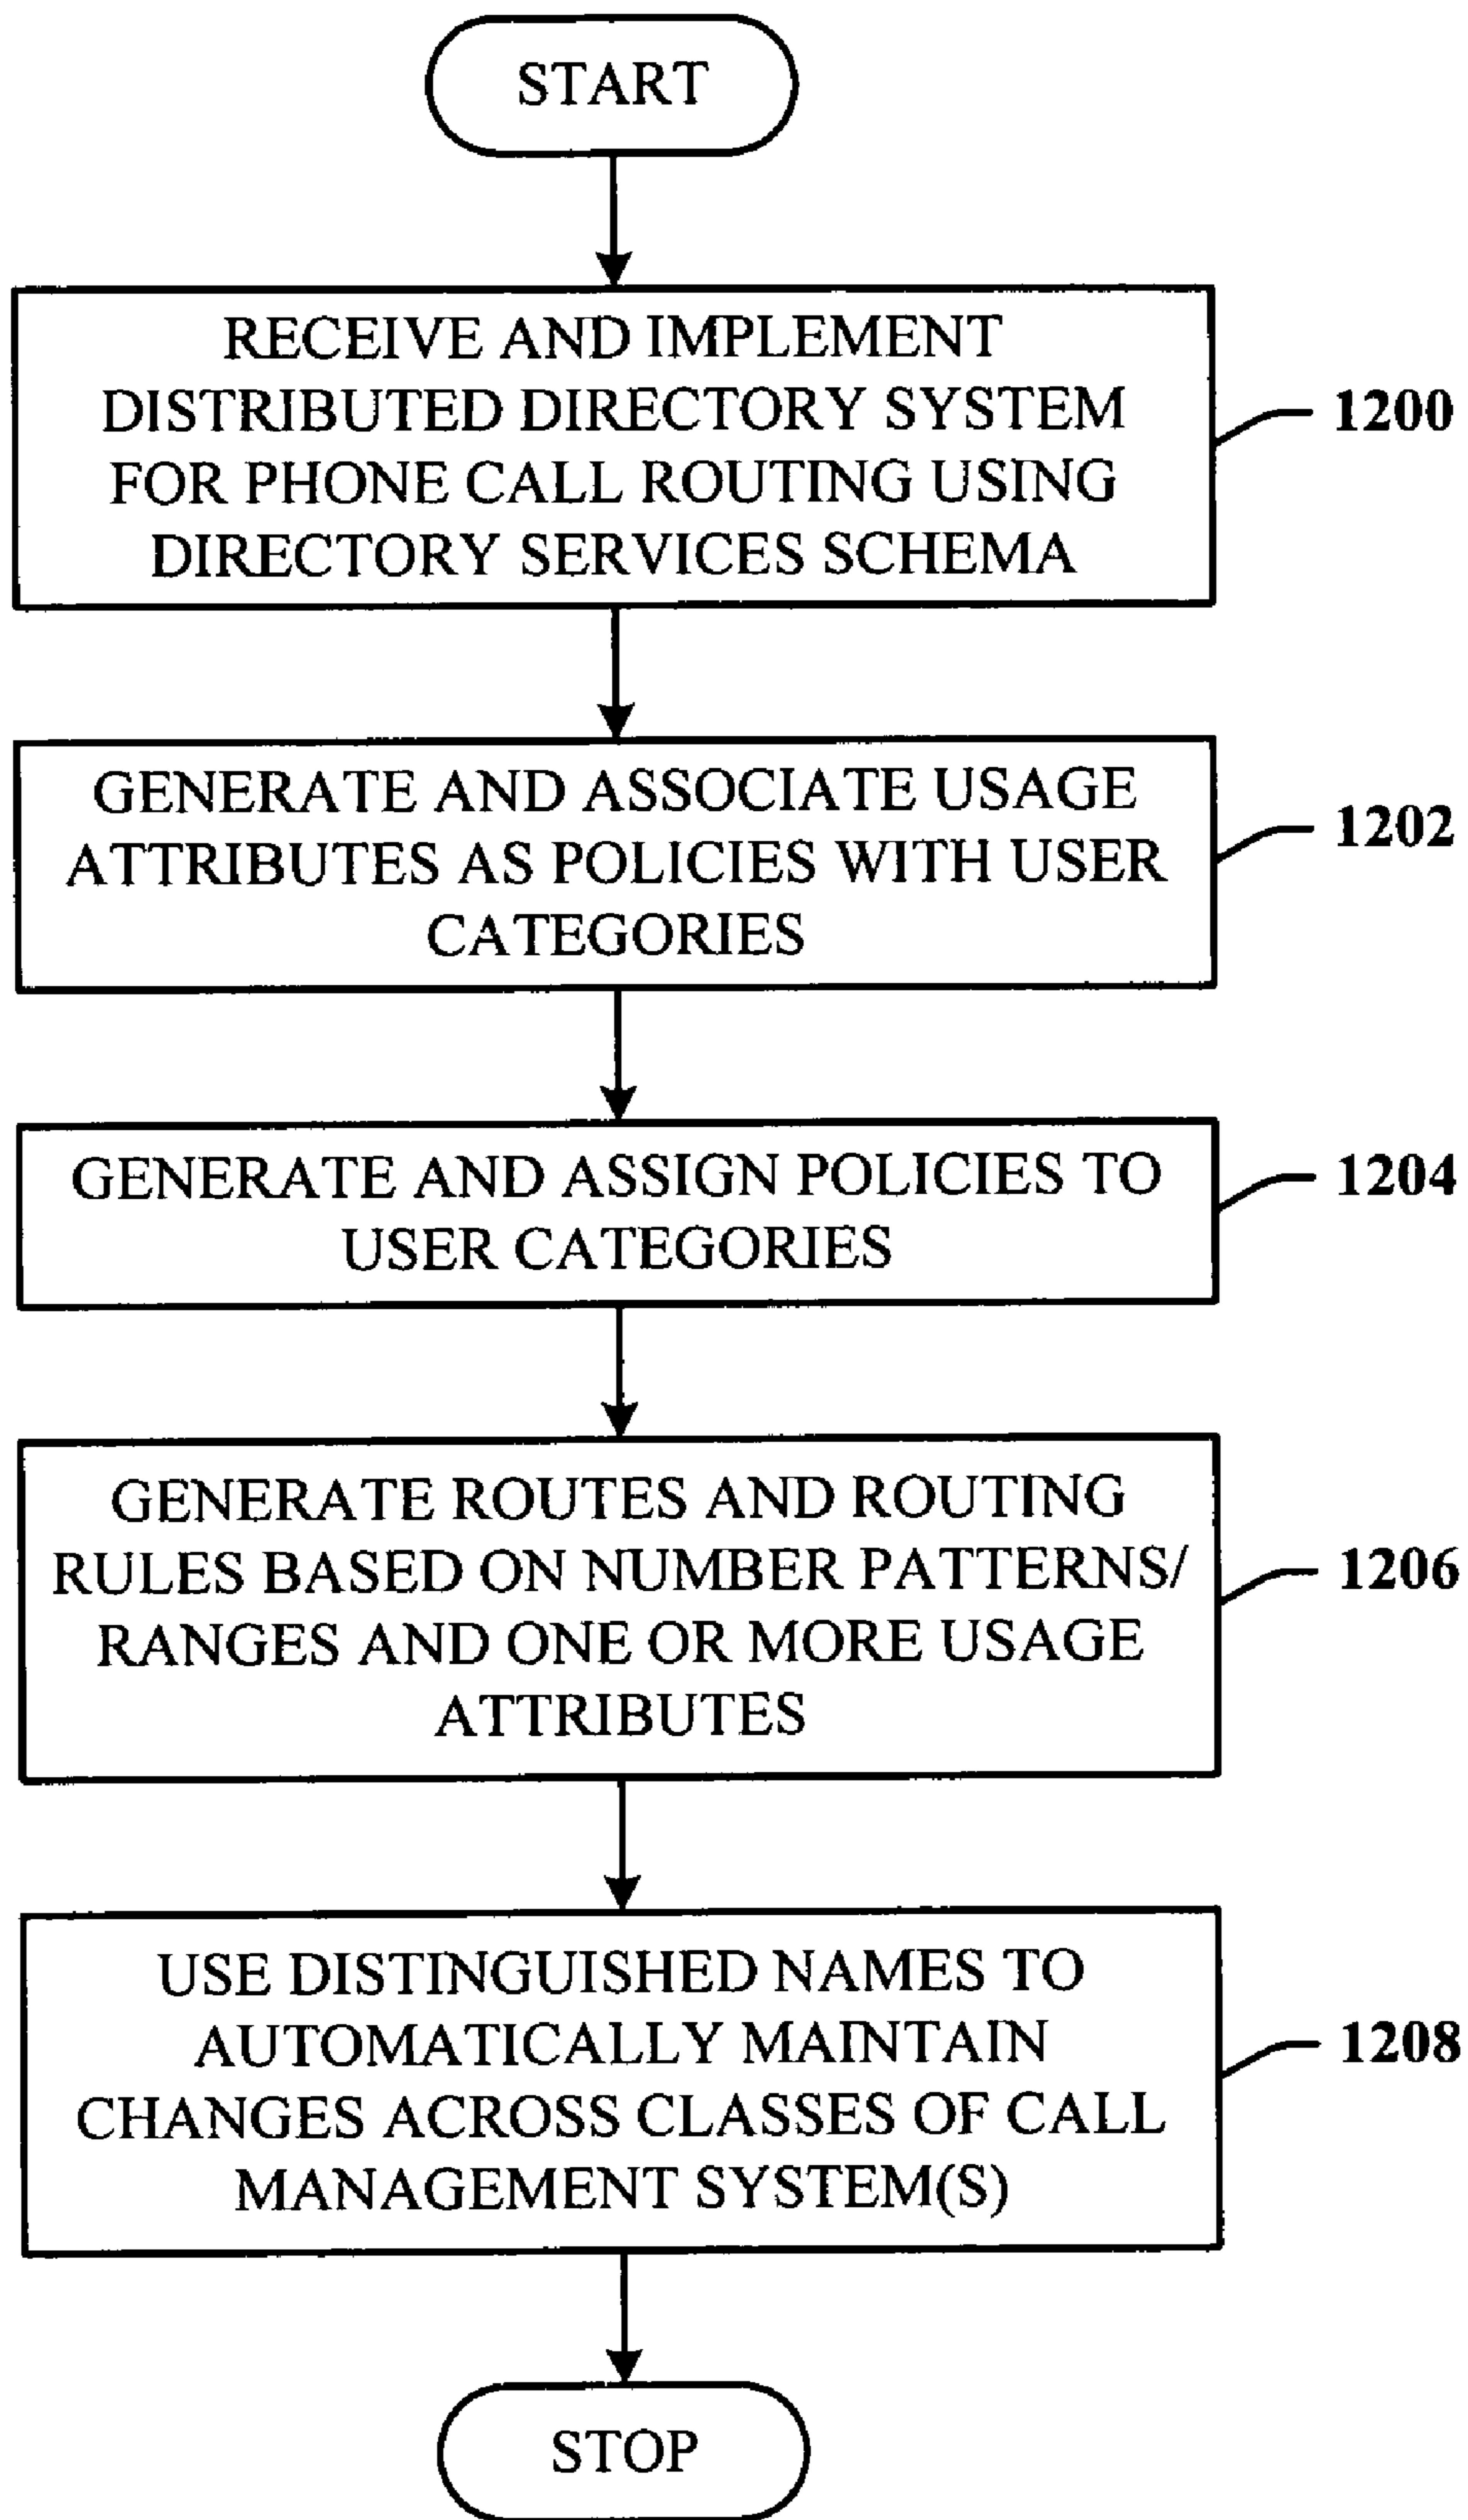 START
RECEIVE AND IMPLEMENT
DISTRIBUTED DIRECTORY SYSTEM
FOR PHONE CALL ROUTING USING
DIRECTORY SERVICES SCHEMA
1200
GENERATE AND ASSOCIATE USAGE
ATTRIBUTES AS POLICIES WITH USER
CATEGORIES
1202
GENERATE AND ASSIGN POLICIES TO
USER CATEGORIES
1204
GENERATE ROUTES AND ROUTING
RULES BASED ON NUMBER PATTERNS/
RANGES AND ONE OR MORE USAGE
ATTRIBUTES
1206
USE DISTINGUISHED NAMES TO
AUTOMATICALLY MAINTAIN
CHANGES ACROSS CLASSES OF CALL
MANAGEMENT SYSTEM(S)
1208
STOP